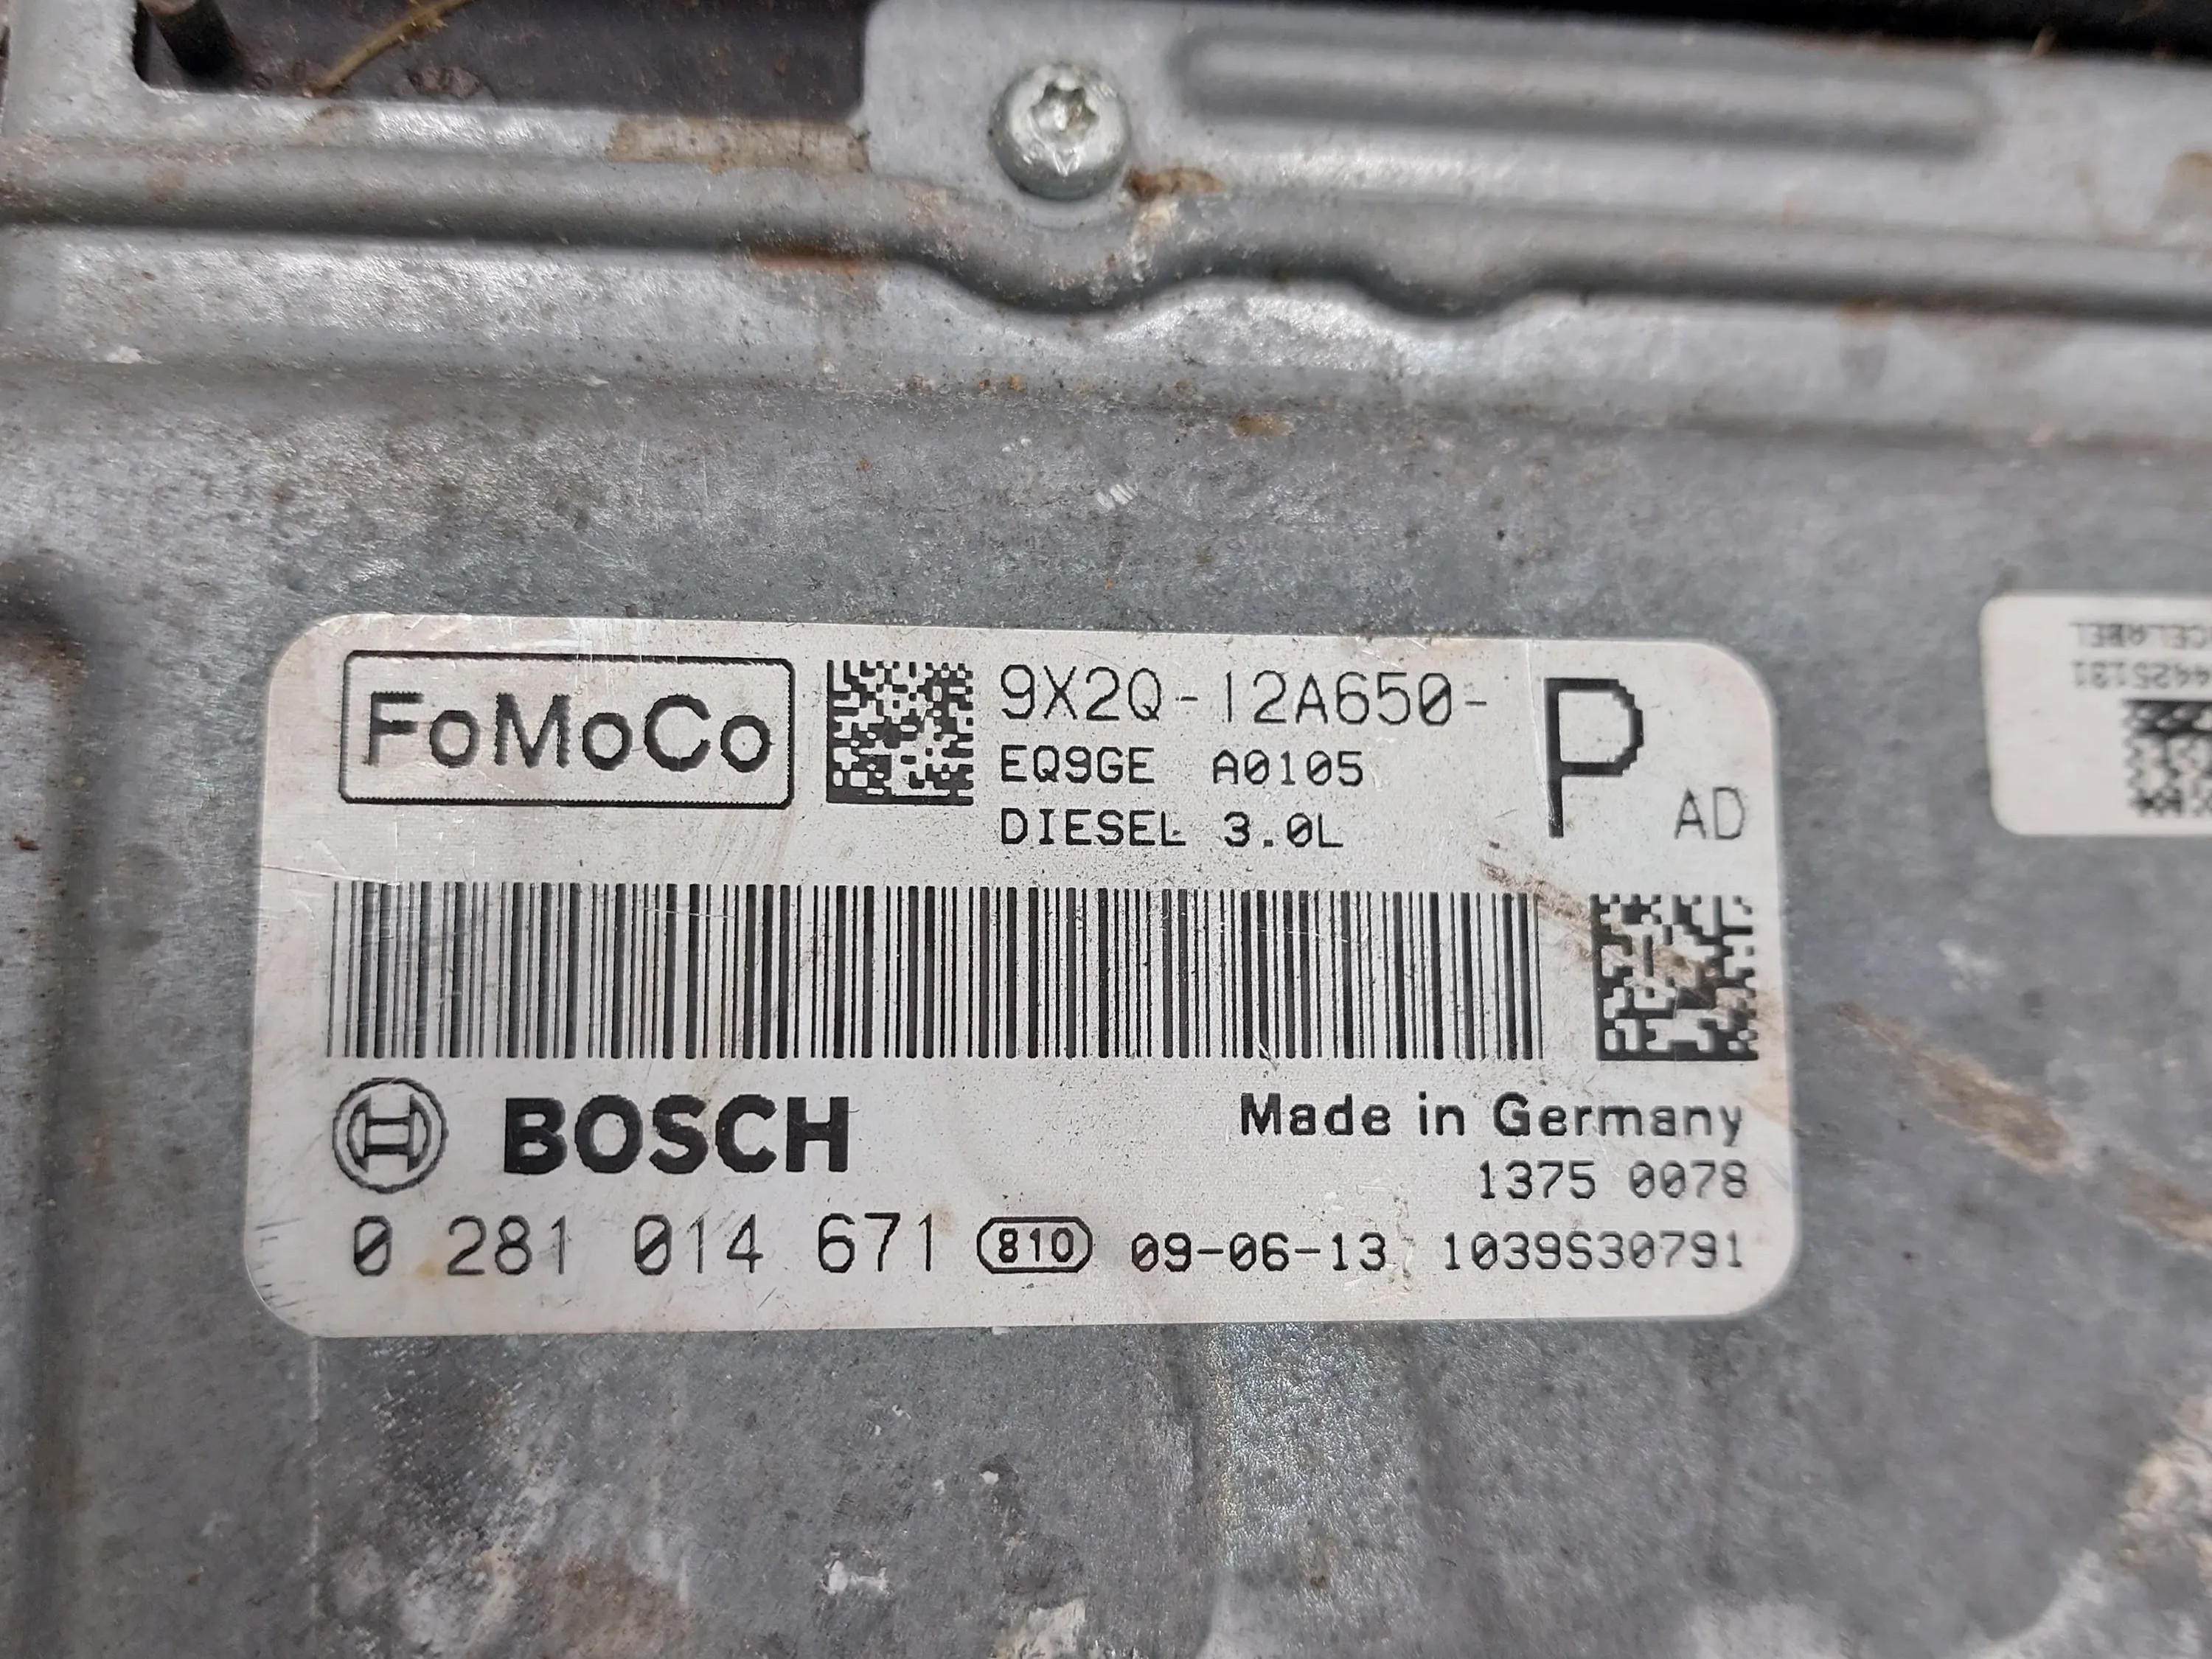 FoMoCo
9X2Q-12A650-
P
AD
EQ9GE A0105
DIESEL 3.0L
BOSCH
Made in Germany
1375 0078
0 281 014 671 810 09-06-13 1039S30791